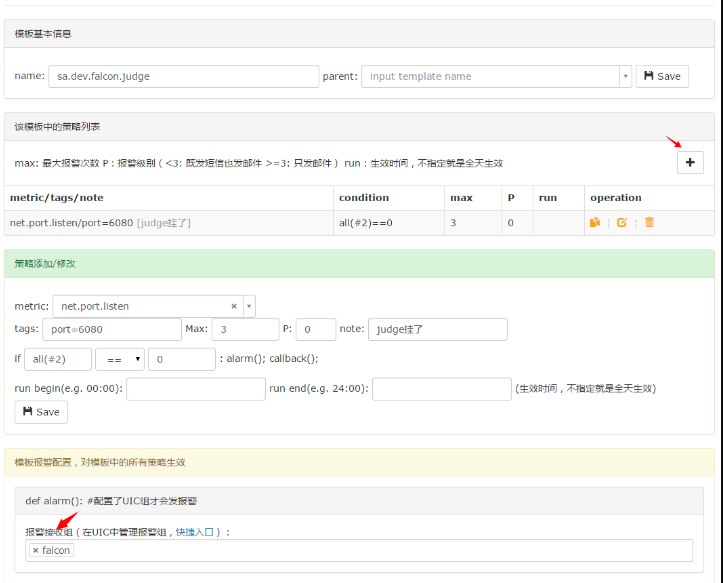 模板基本信息
name: sa.dev.falcon.judge parent: input template name Save
该模板中的策略列表
max: 最大报警次数 P：报警级别（<3: 既发短信也发邮件 >=3: 只发邮件） run：生效时间，不指定就是全天生效
metric/tags/note condition max P run operation
net.port.listen/port=6080 [judge挂了] all(#2)==0 3 0
策略添加/修改
metric: net.port.listen
tags: port=6080 Max: 3 P: 0 note: judge挂了
if all(#2) == 0 : alarm(); callback();
run begin(e.g. 00:00): run end(e.g. 24:00): (生效时间，不指定就是全天生效)
Save
模板报警配置，对模板中的所有策略生效
def alarm(): #配置了UIC组才会发报警
报警接收组（在UIC中管理报警组，快捷入口）：
falcon